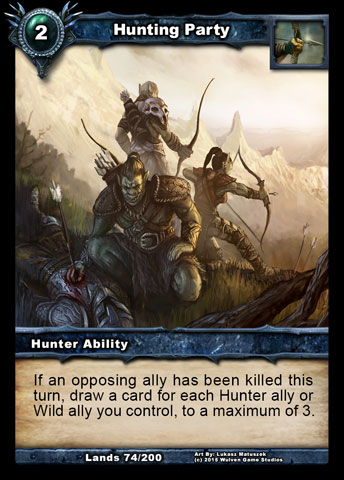 2
Hunting Party
Hunter Ability
If an opposing ally has been killed this
turn, draw a card for each Hunter ally or
Wild ally you control, to a maximum of 3.
Lands 74/200
Art By: Lukasz Matuszek
(c) 2015 Wulven Game Studios